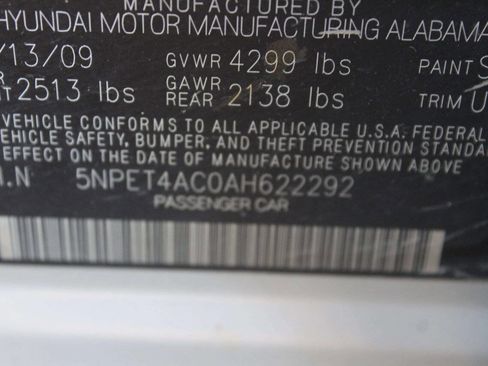 MANUFACTURED BY
HYUNDAI MOTOR MANUFACTURING ALABAMA
/13/09 GVWR 4299 lbs PAINT S
2513 lbs GAWR REAR 2138 lbs TRIM U
VEHICLE CONFORMS TO ALL APPLICABLE U.S.A. FEDERAL
VEHICLE SAFETY, BUMPER, AND THEFT PREVENTION STANDARDS
EFFECT ON THE DATE OF MANUFACTURE SHOWN ABOVE
I.N 5NPET4AC0AH622292
PASSENGER CAR